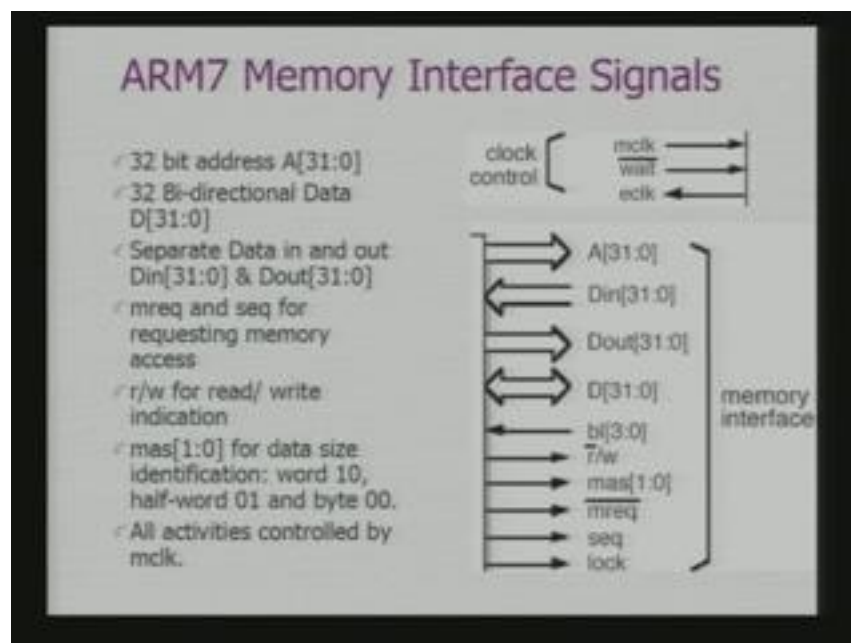 ARM7 Memory Interface Signals
32 bit address A[31:0]
32 Bi-directional Data
D[31:0]
Separate Data in and out
Din[31:0] & Dout[31:0]
mreq and seq for
requesting memory
access
r/w for read/ write
indication
mas[1:0] for data size
identification: word 10,
half-word 01 and byte 00.
All activities controlled by
mclk.
clock
control
mclk
wait
eclk
A[31:0]
Din[31:0]
Dout[31:0]
D[31:0]
bl[3:0]
r/w
mas[1:0]
mreq
seq
lock
memory
interface